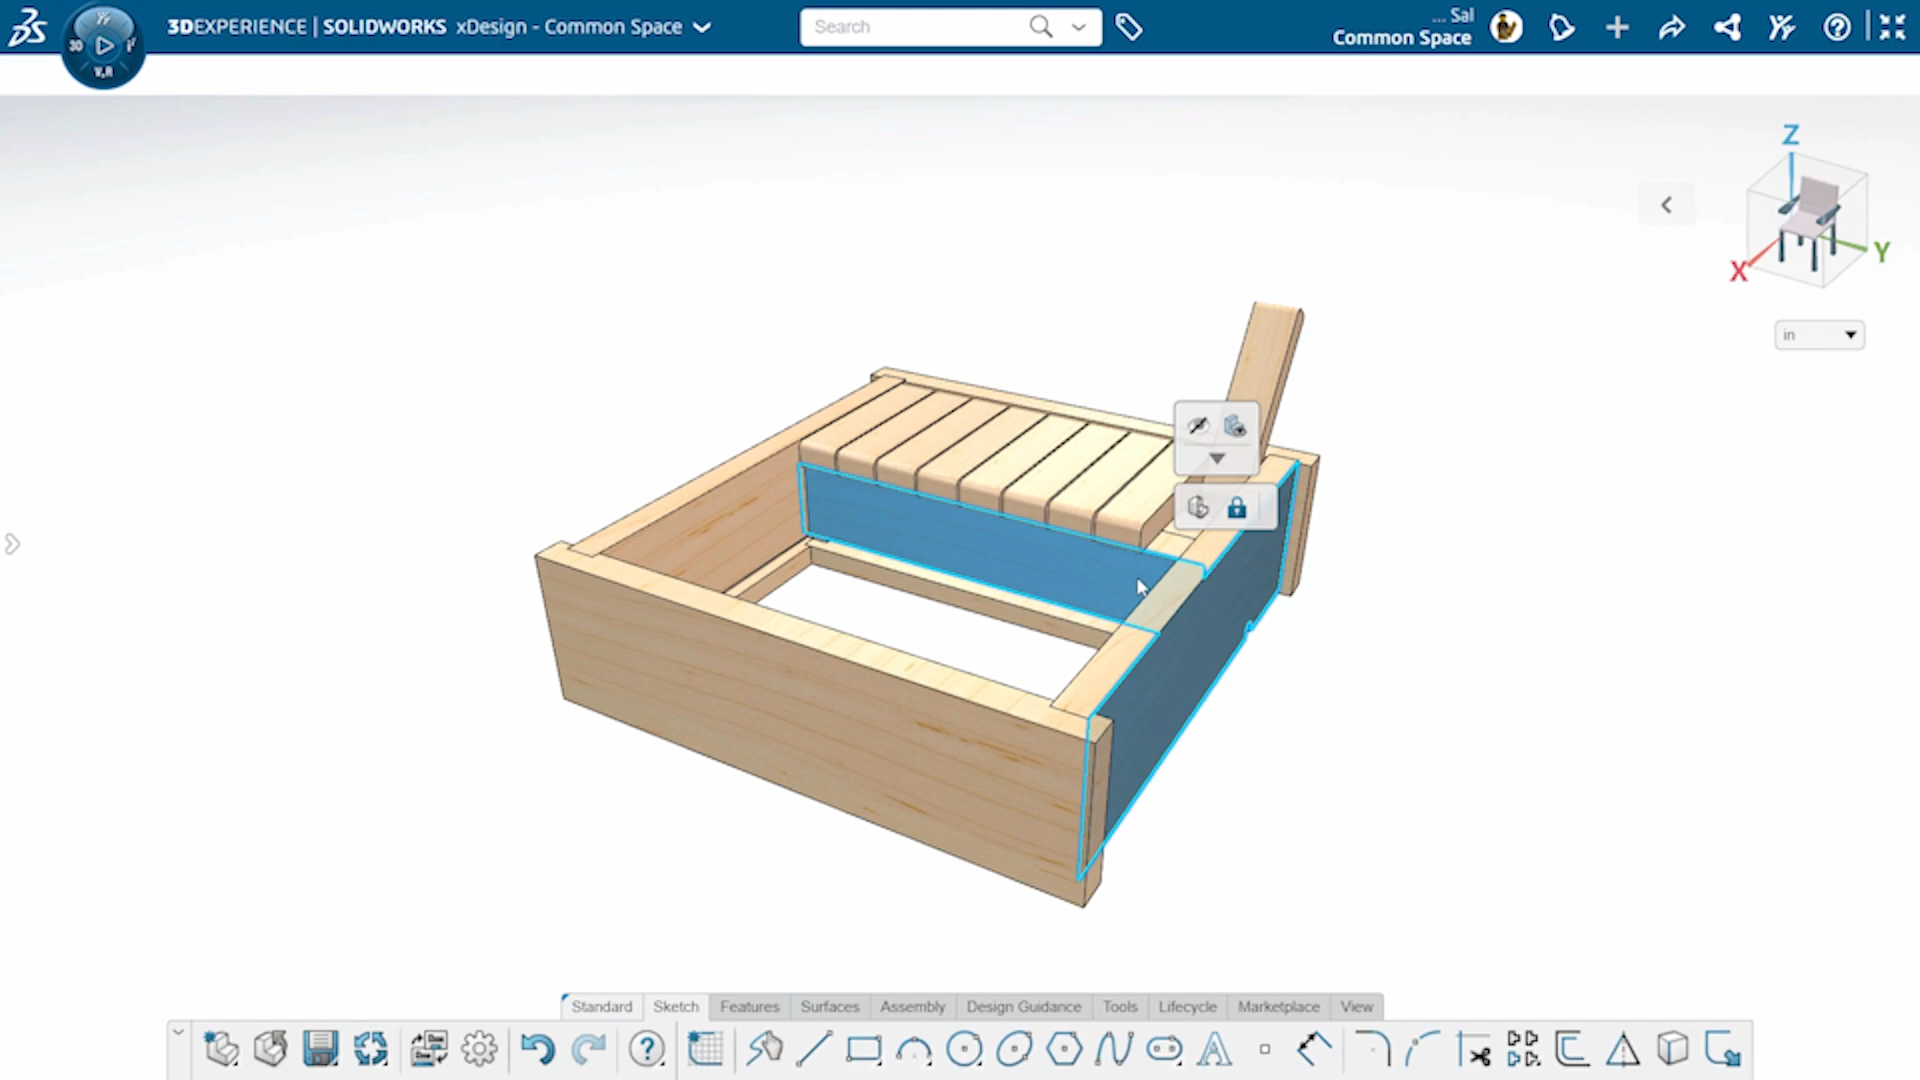 3DEXPERIENCE | SOLIDWORKS xDesign - Common Space
Search
... Sal
Common Space
3D
V,R
Z
X
Y
in
Standard Sketch Features Surfaces Assembly Design Guidance Tools Lifecycle Marketplace View